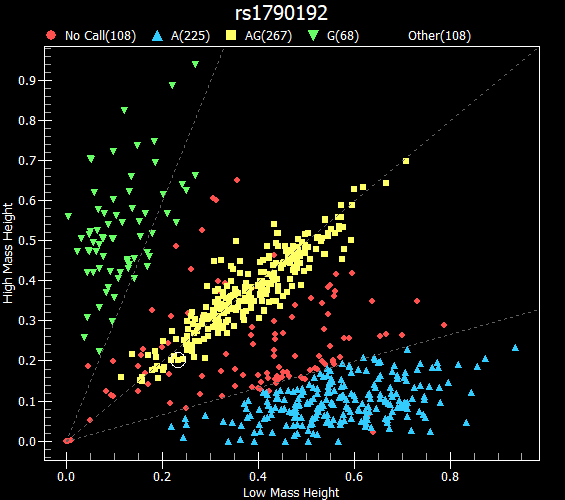 rs1790192
No Call(108) A(225) AG(267) G(68) Other(108)
High Mass Height
0.9
0.8
0.7
0.6
0.5
0.4
0.3
0.2
0.1
0.0
0.0 0.2 0.4 0.6 0.8
Low Mass Height